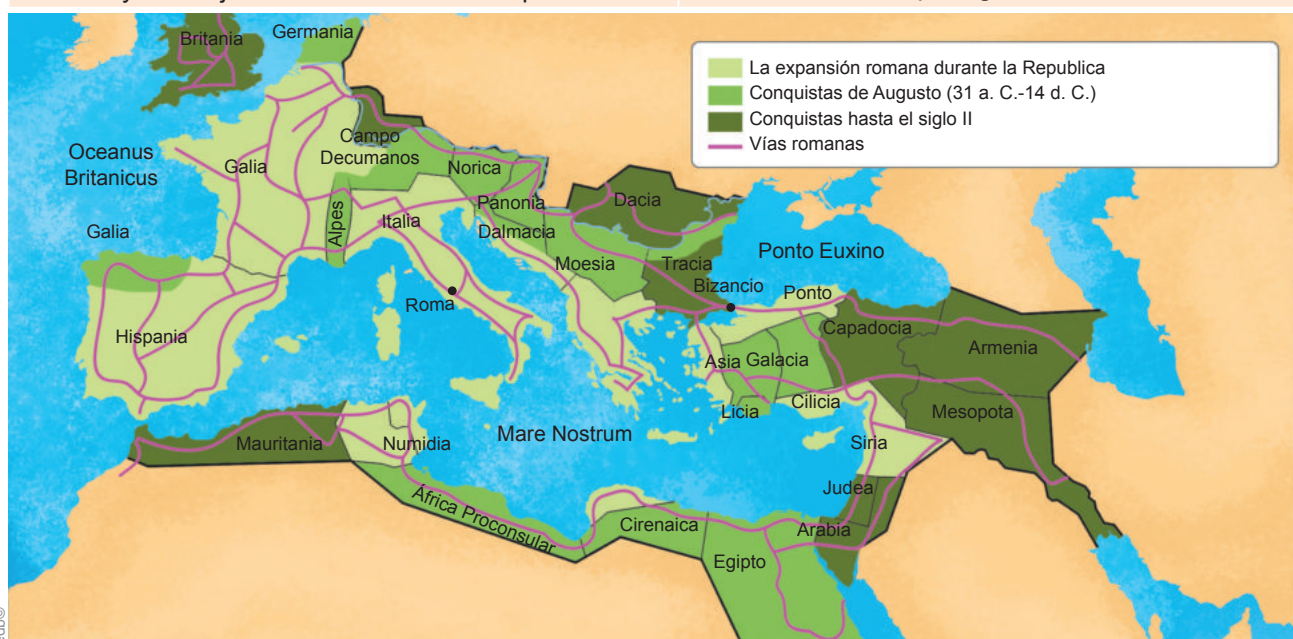 Britania
Germania
La expansión romana durante la Republica
Conquistas de Augusto (31 a. C.-14 d. C.)
Conquistas hasta el siglo II
Vías romanas
Oceanus
Britanicus
Galia
Campo
Decumanos
Norica
Panonia
Dacia
Galia
Alpes
Italia
Dalmacia
Moesia
Tracia
Bizancio
Ponto Euxino
Ponto
Roma
Hispania
Capadocia
Armenia
Asia
Galacia
Licia
Cilicia
Mesopota
Mauritania
Numidia
Mare Nostrum
Siria
Judea
África Proconsular
Cirenaica
Arabia
Egipto